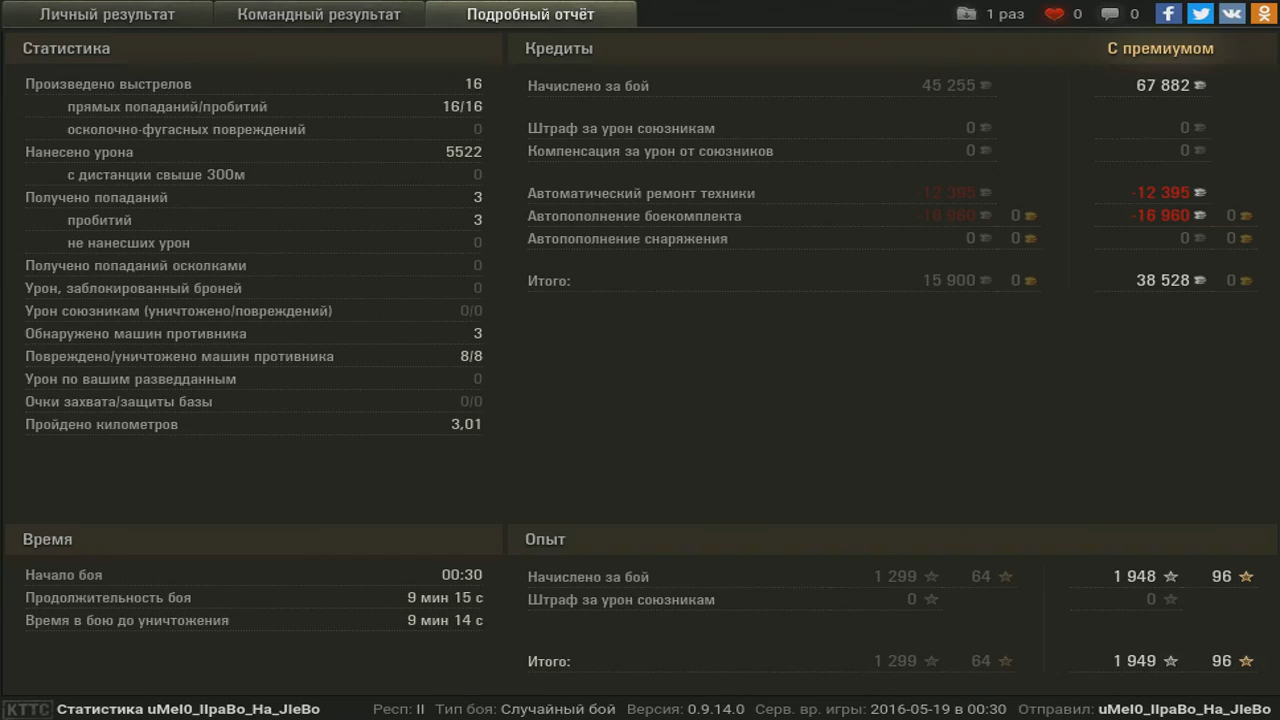 Личный результат Командный результат Подробный отчёт 1 раз 0 0
Статистика
Произведено выстрелов 16
прямых попаданий/пробитий 16/16
осколочно-фугасных повреждений 0
Нанесено урона 5522
с дистанции свыше 300м 0
Получено попаданий 3
пробитий 3
не нанесших урон 0
Получено попаданий осколками 0
Урон, заблокированный броней 0
Урон союзникам (уничтожено/повреждений) 0/0
Обнаружено машин противника 3
Повреждено/уничтожено машин противника 8/8
Урон по вашим разведданным 0
Очки захвата/защиты базы 0/0
Пройдено километров 3,01
Кредиты С премиумом
Начислено за бой 45 255 67 882
Штраф за урон союзникам 0 0
Компенсация за урон от союзников 0 0
Автоматический ремонт техники -12 395 -12 395
Автопополнение боекомплекта -16 960 0 -16 960 0
Автопополнение снаряжения 0 0 0 0
Итого: 15 900 0 38 528 0
Время
Начало боя 00:30
Продолжительность боя 9 мин 15 с
Время в бою до уничтожения 9 мин 14 с
Опыт
Начислено за бой 1 299 64 1 948 96
Штраф за урон союзникам 0 0
Итого: 1 299 64 1 949 96
КТТС Статистика uMeI0_IIpaBo_Ha_JIeBo Респ: II Тип боя: Случайный бой Версия: 0.9.14.0 Серв. вр. игры: 2016-05-19 в 00:30 Отправил: uMeI0_IIpaBo_Ha_JIeBo